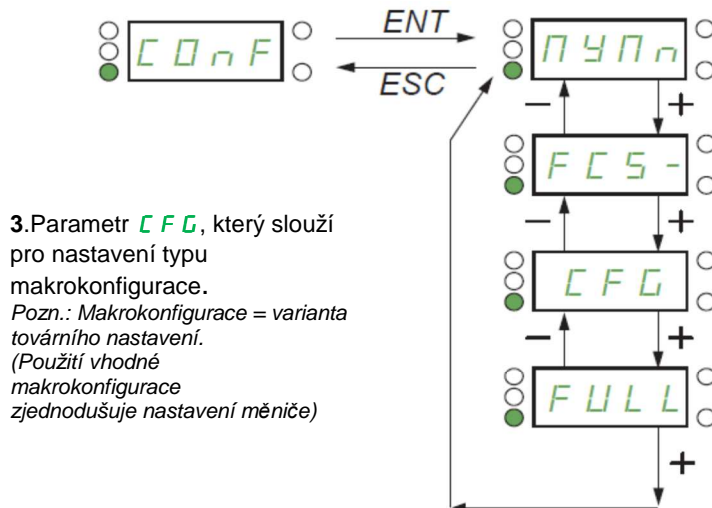 COnF
ENT
ESC
ПУПn
−
+
FCS-
−
+
3.Parametr CFG, který slouží
pro nastavení typu
makrokonfigurace.
Pozn.: Makrokonfigurace = varianta
továrního nastavení.
(Použití vhodné
makrokonfigurace
zjednodušuje nastavení měniče)
CFG
−
+
FULL
+